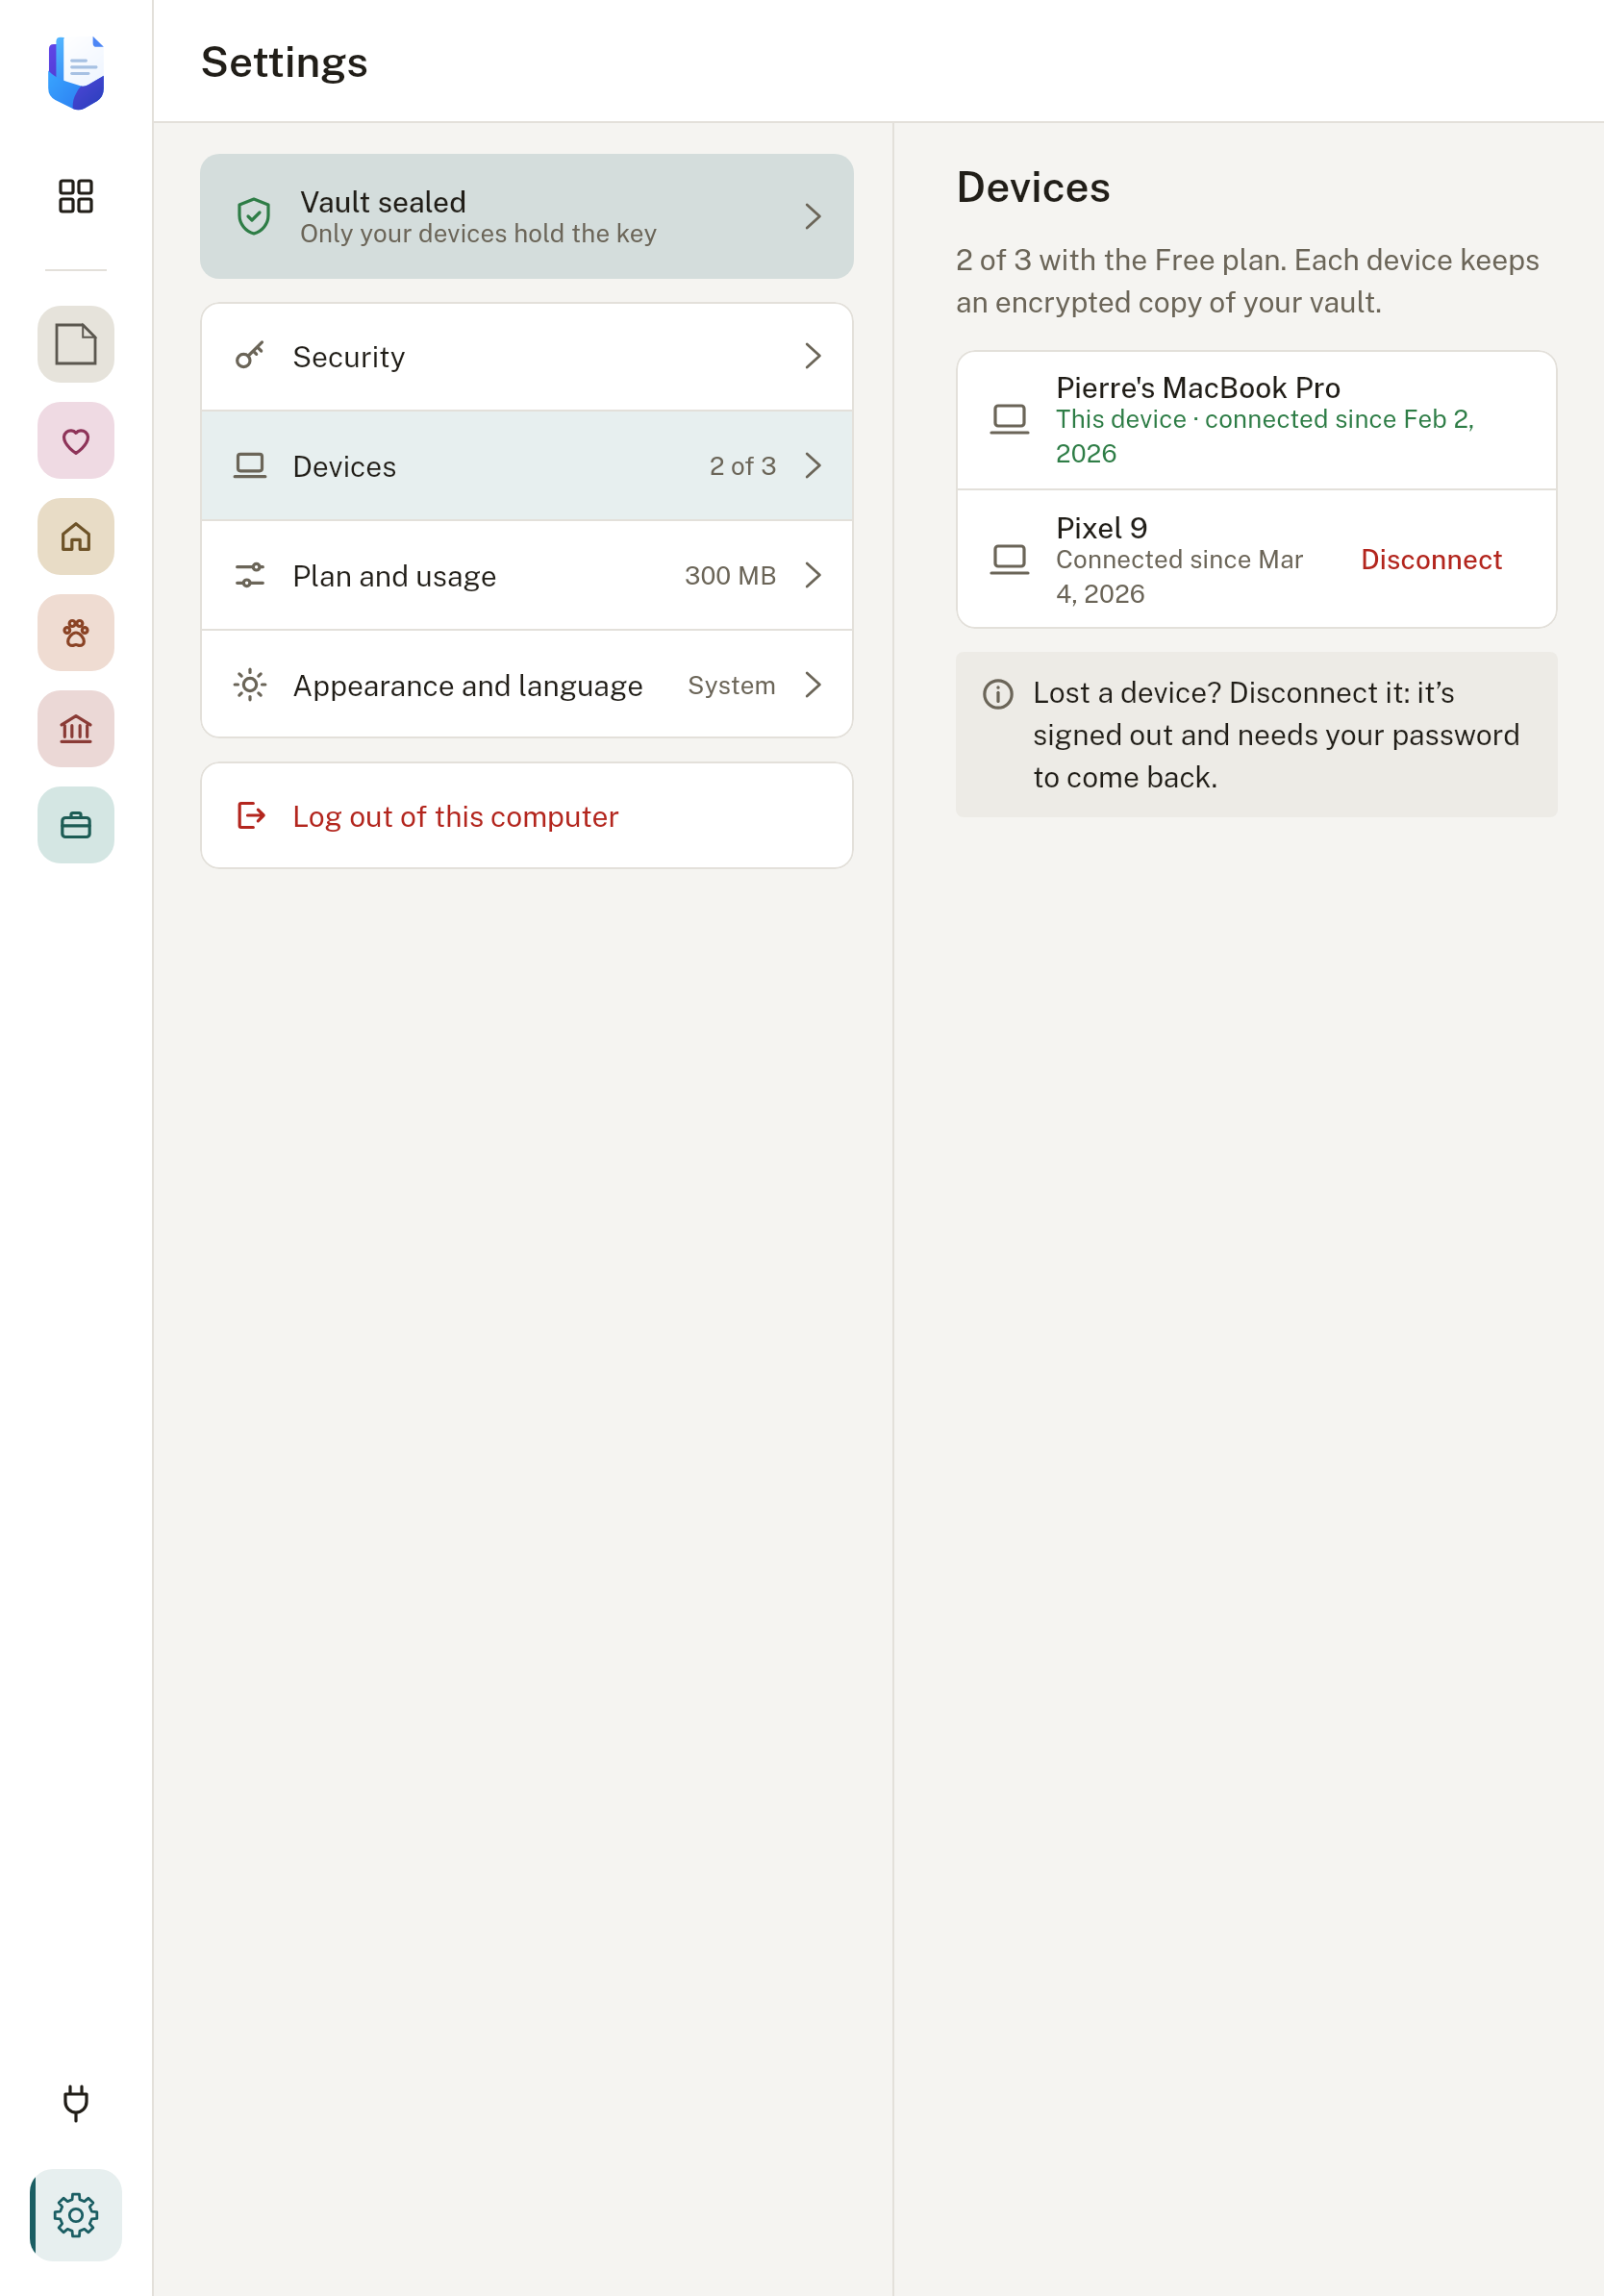 Settings
Vault sealed
Only your devices hold the key
Security
Devices
2 of 3
Plan and usage
300 MB
Appearance and language
System
Log out of this computer
Devices
2 of 3 with the Free plan. Each device keeps
an encrypted copy of your vault.
Pierre's MacBook Pro
This device · connected since Feb 2,
2026
Pixel 9
Connected since Mar
4, 2026
Disconnect
Lost a device? Disconnect it: it’s
signed out and needs your password
to come back.